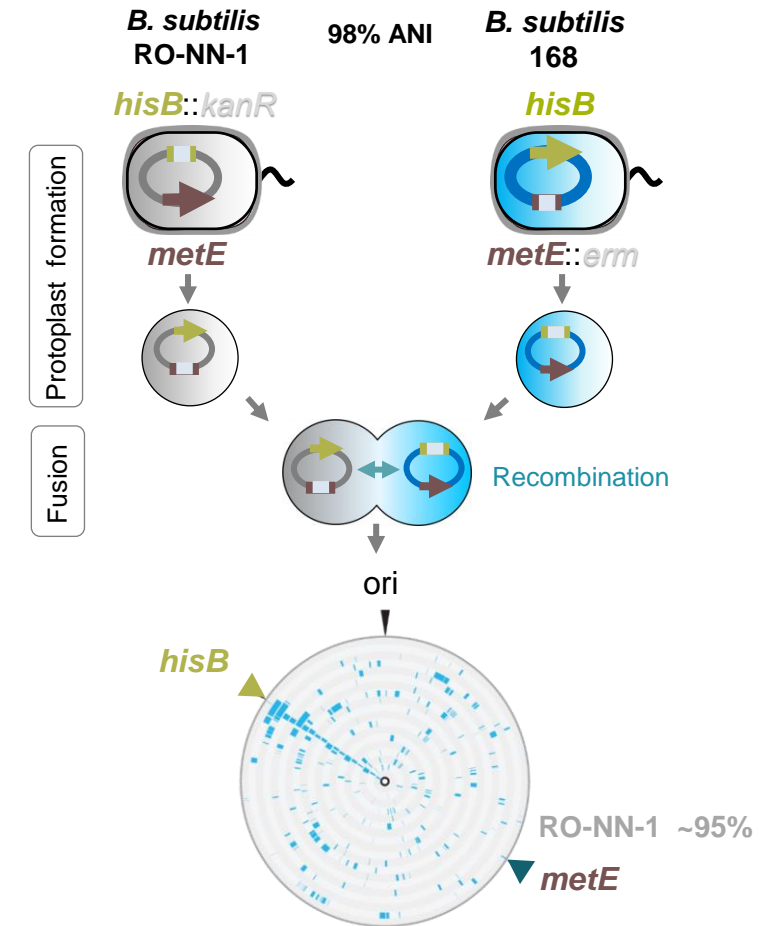 B. subtilis
RO-NN-1
98% ANI
B. subtilis
168
hisB::kanR
hisB
Protoplast formation
metE
metE::erm
Fusion
Recombination
ori
hisB
RO-NN-1 ~95%
metE